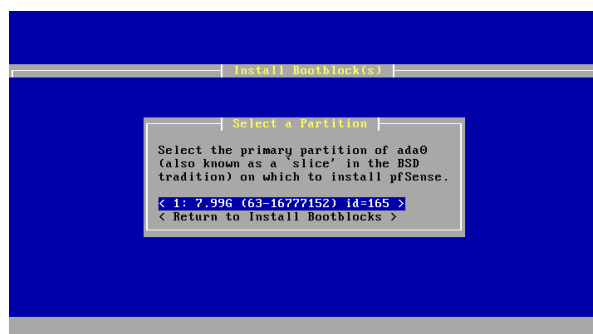 Install Bootblock(s)
Select a Partition
Select the primary partition of ada0
(also known as a `slice' in the BSD
tradition) on which to install pfSense.
< 1: 7.99G (63-16777152) id=165 >
< Return to Install Bootblocks >